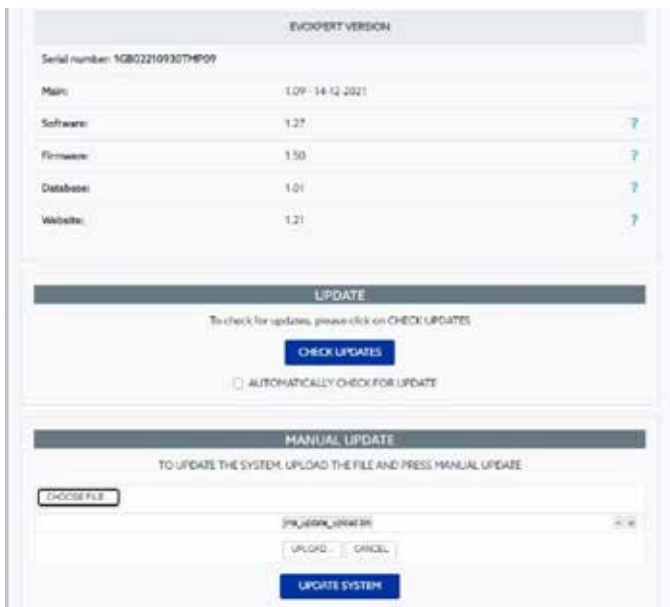 EVOXPERT VERSION
Serial number: 1GB02210930TMP09
Main: 1.09 - 14-12-2021
Software: 1.27 ?
Firmware: 1.50 ?
Database: 1.01 ?
Website: 1.21 ?
UPDATE
To check for updates, please click on CHECK UPDATES
CHECK UPDATES
AUTOMATICALLY CHECK FOR UPDATE
MANUAL UPDATE
TO UPDATE THE SYSTEM, UPLOAD THE FILE AND PRESS MANUAL UPDATE
CHOOSE FILE...
UPLOAD... CANCEL
UPDATE SYSTEM